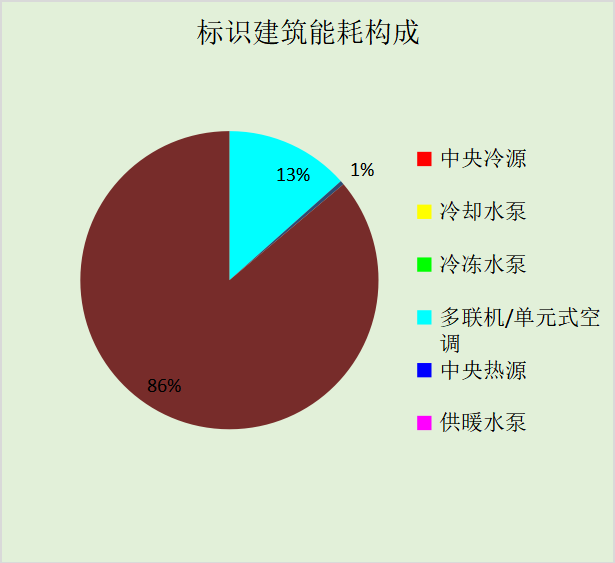 标识建筑能耗构成
13%
1%
86%
中央冷源
冷却水泵
冷冻水泵
多联机/单元式空
调
中央热源
供暖水泵